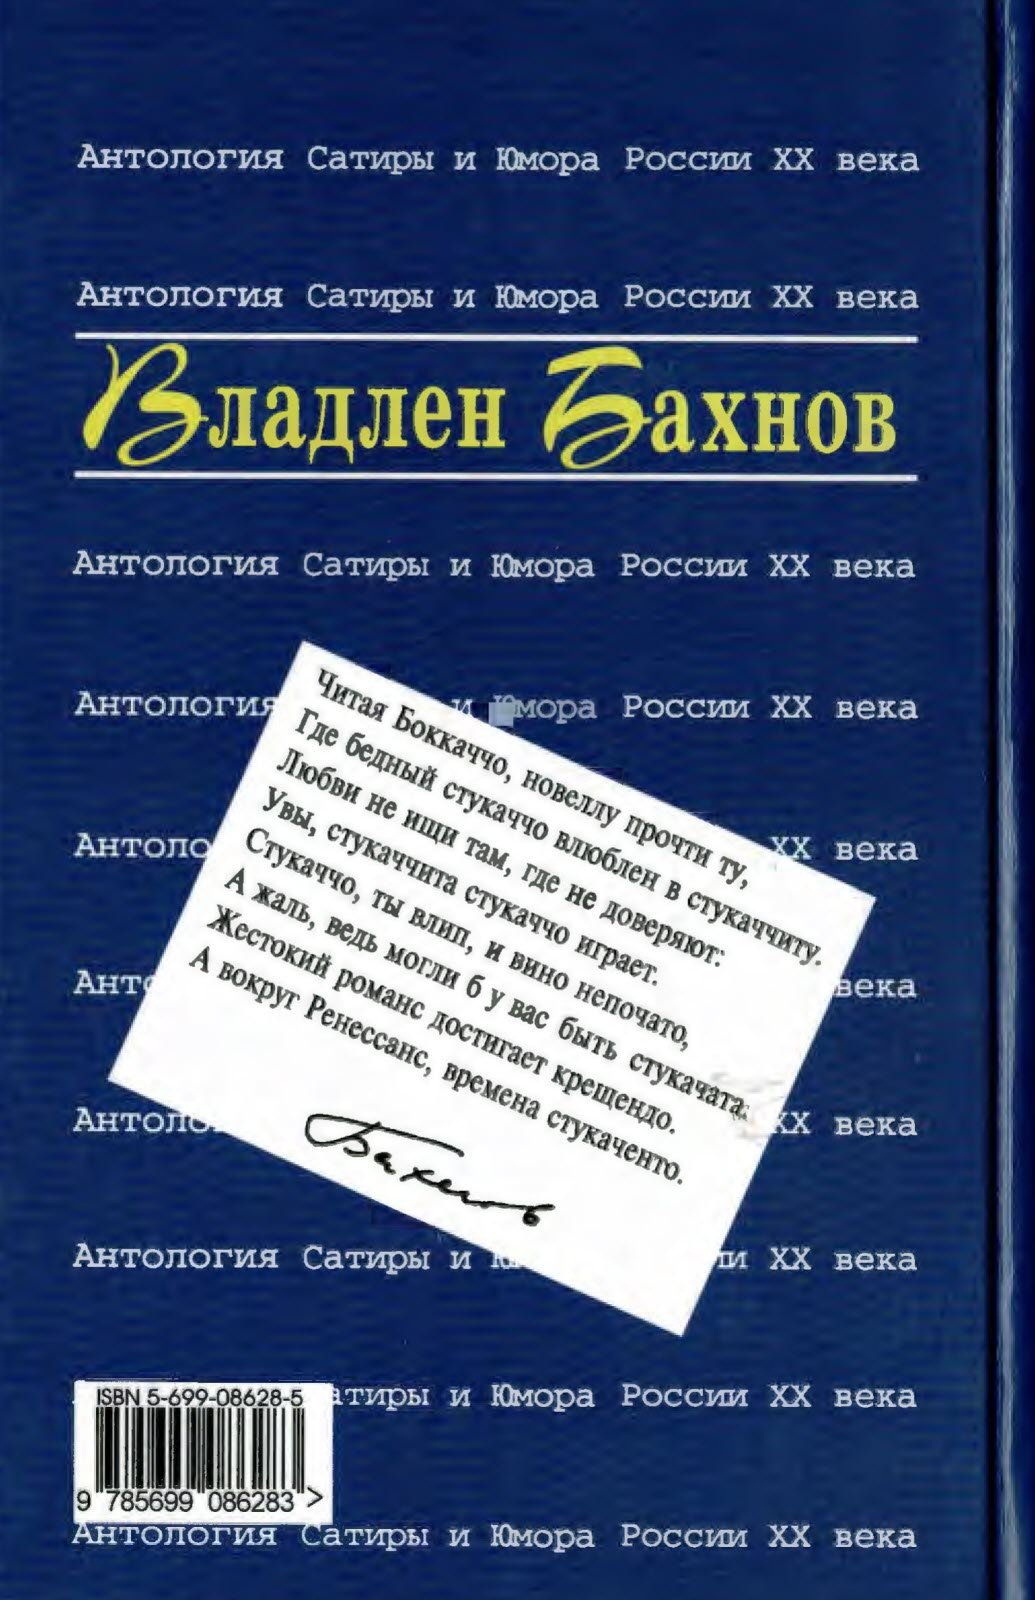 Антология Сатиры и Юмора России XX века
Антология Сатиры и Юмора России XX века
Владлен Бахнов
Антология Сатиры и Юмора России XX века
Антология и Юмора России XX века
Читая Боккаччо, новеллу прочти ту,
Где бедный стукаччо влюблен в стукаччиту.
Любви не ищи там, где не доверяют:
Увы, стукаччита стукаччо играет.
Стукаччо, ты влип, и вино непочато,
А жаль, ведь могли б у вас быть стукачата.
Жестокий романс достигает крещендо.
А вокруг Ренессанс, времена стукаченто.
Бахнов
XX века
века
XX века
Антология Сатиры и XX века
Сатиры и Юмора России XX века
ISBN 5-699-08628-5
9 785699 086283 >
Антология Сатиры и Юмора России XX века